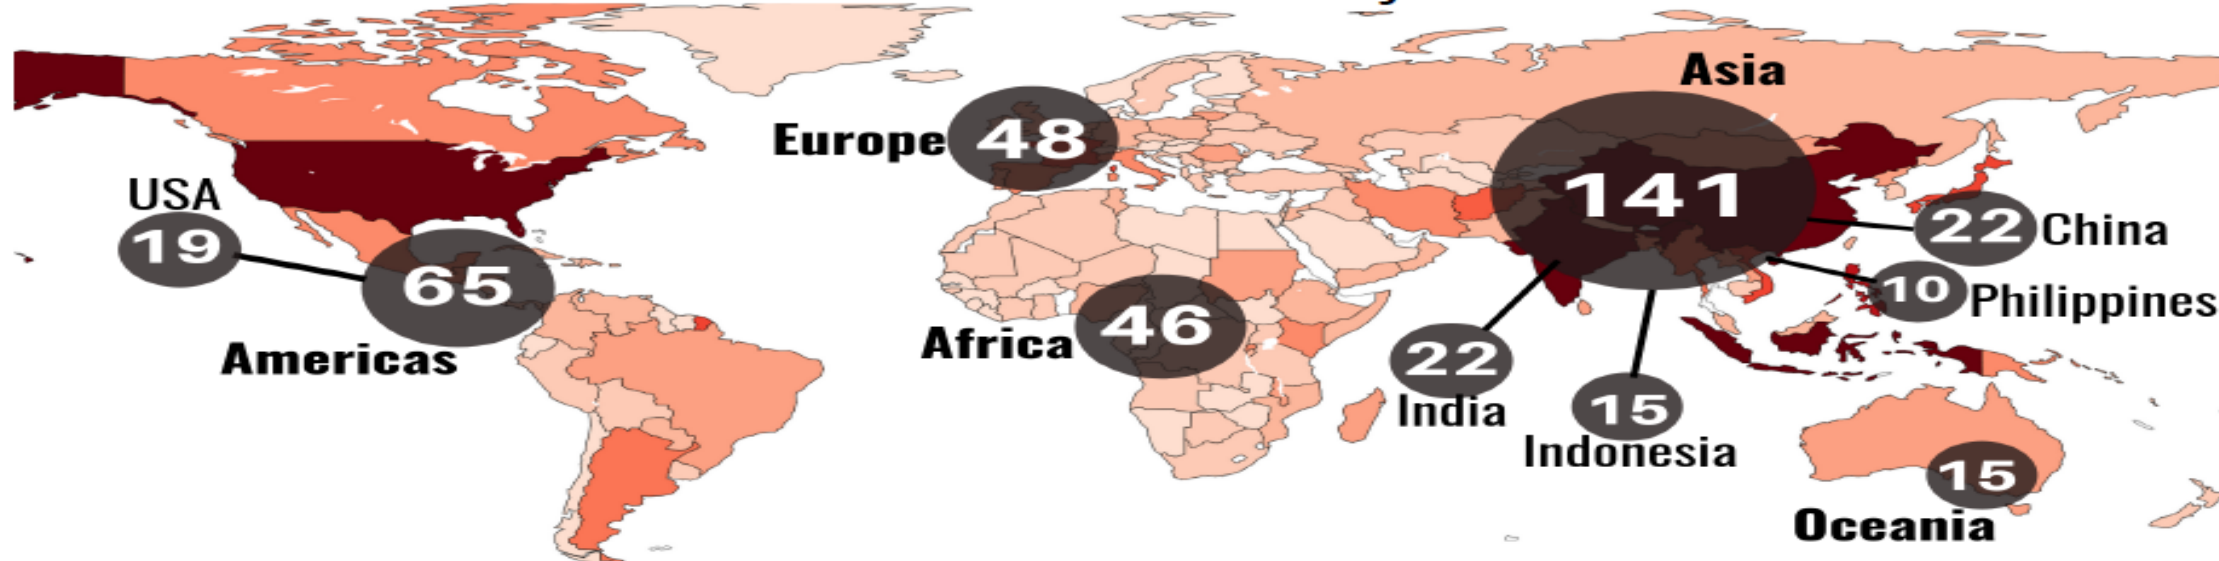 Asia
141
Europe
48
USA
19
65
Americas
Africa
46
22
China
10
Philippines
22
India
15
Indonesia
15
Oceania